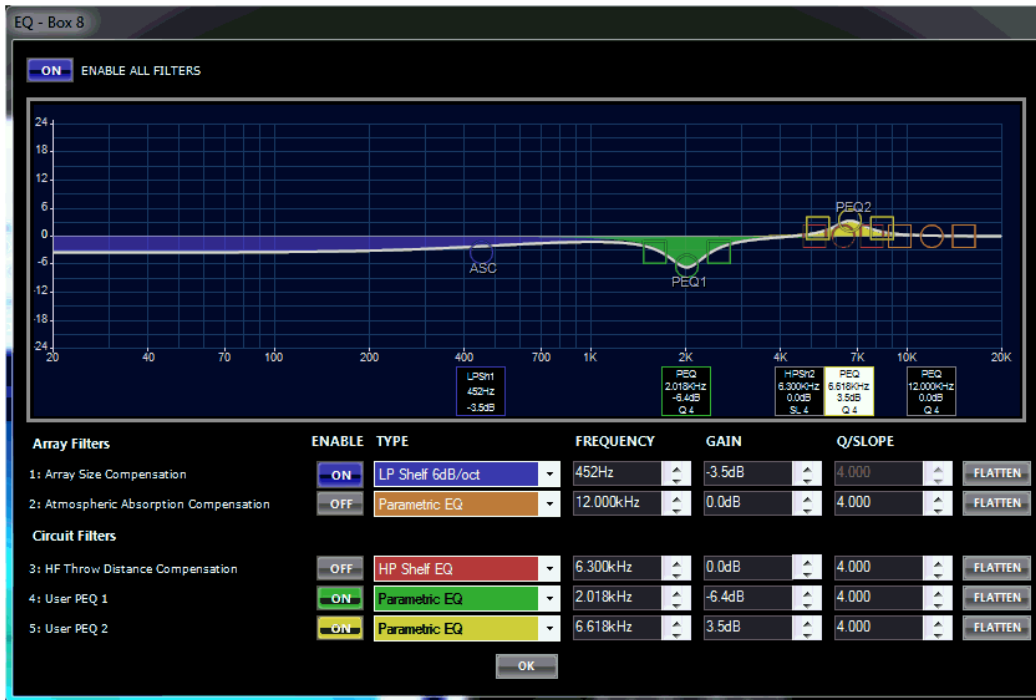 EQ - Box 8
ON ENABLE ALL FILTERS
24
18
12
6
0
-6
-12
-18
-24
PEQ2
ASC
PEQ1
20 40 70 100 200 400 700 1K 2K 4K 7K 10K 20K
LPSh1 PEQ HPSh2 PEQ PEQ
452Hz 2.018KHz 6.300KHz 6.618KHz 12.000KHz
-3.5dB -6.4dB 0.0dB 3.5dB 0.0dB
Q 4 SL 4 Q 4 Q 4
Array Filters ENABLE TYPE FREQUENCY GAIN Q/SLOPE
1: Array Size Compensation ON LP Shelf 6dB/oct 452Hz -3.5dB 4.000 FLATTEN
2: Atmospheric Absorption Compensation OFF Parametric EQ 12.000kHz 0.0dB 4.000 FLATTEN
Circuit Filters
3: HF Throw Distance Compensation OFF HP Shelf EQ 6.300kHz 0.0dB 4.000 FLATTEN
4: User PEQ 1 ON Parametric EQ 2.018kHz -6.4dB 4.000 FLATTEN
5: User PEQ 2 ON Parametric EQ 6.618kHz 3.5dB 4.000 FLATTEN
OK